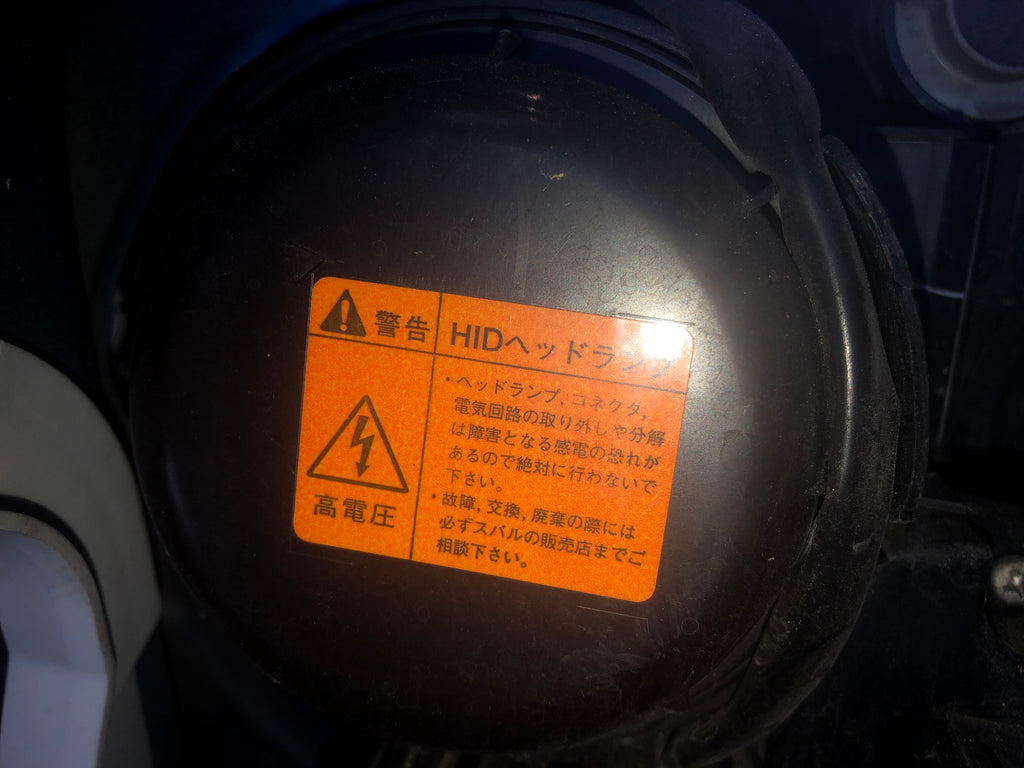 警告
HIDヘッドランプ
高電圧
・ヘッドランプ, コネクタ,
電気回路の取り外しや分解
は障害となる感電の恐れが
あるので絶対に行わないで
下さい。
・故障, 交換, 廃棄の際には
必ずスバルの販売店までご
相談下さい。